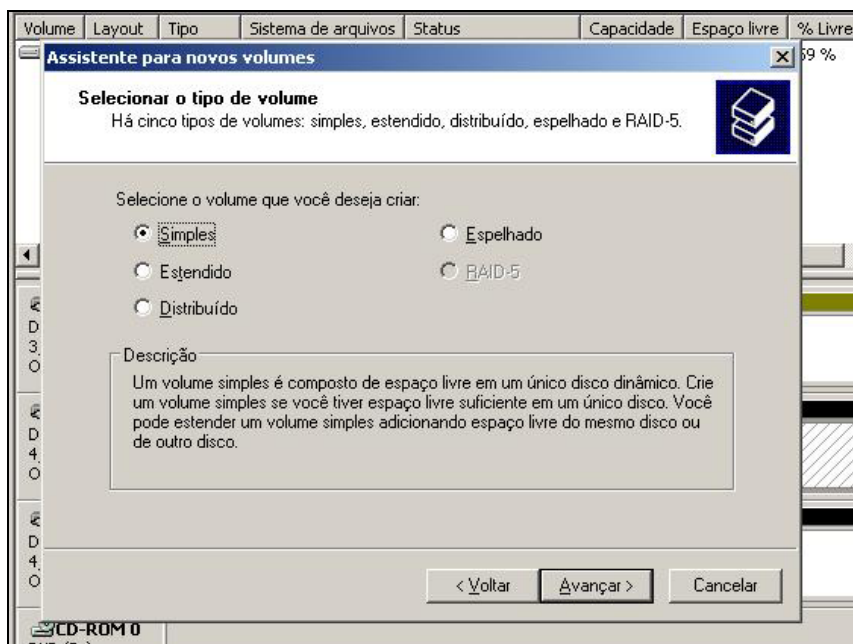 Volume Layout Tipo Sistema de arquivos Status Capacidade Espaço livre % Livre
Assistente para novos volumes
Selecionar o tipo de volume
Há cinco tipos de volumes: simples, estendido, distribuído, espelhado e RAID-5.
Selecione o volume que você deseja criar:
Simples Espelhado
Estendido RAID-5
Distribuído
Descrição
Um volume simples é composto de espaço livre em um único disco dinâmico. Crie
um volume simples se você tiver espaço livre suficiente em um único disco. Você
pode estender um volume simples adicionando espaço livre do mesmo disco ou
de outro disco.
< Voltar Avançar > Cancelar
CD-ROM 0